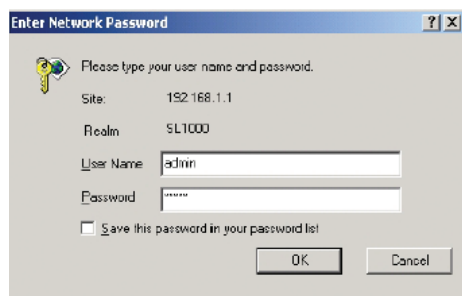 Enter Network Password
Please type your user name and password.
Site: 192.168.1.1
Realm SL1000
User Name admin
Password *****
Save this password in your password list
OK Cancel